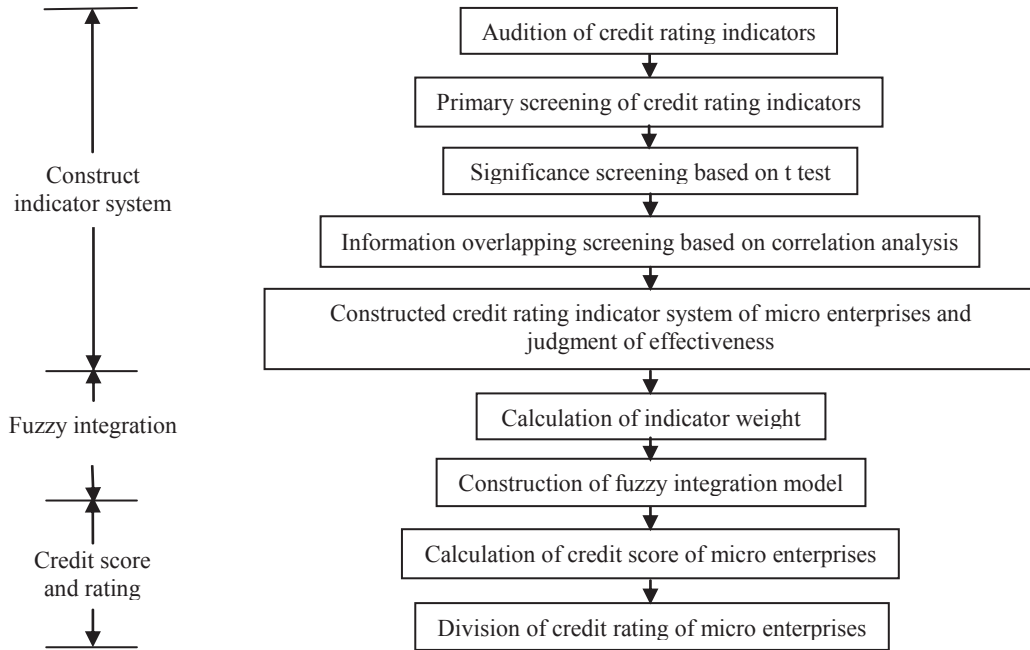 Audition of credit rating indicators
Primary screening of credit rating indicators
Significance screening based on t test
Information overlapping screening based on correlation analysis
Constructed credit rating indicator system of micro enterprises and
judgment of effectiveness
Calculation of indicator weight
Construction of fuzzy integration model
Calculation of credit score of micro enterprises
Division of credit rating of micro enterprises
Construct
indicator system
Fuzzy integration
Credit score
and rating